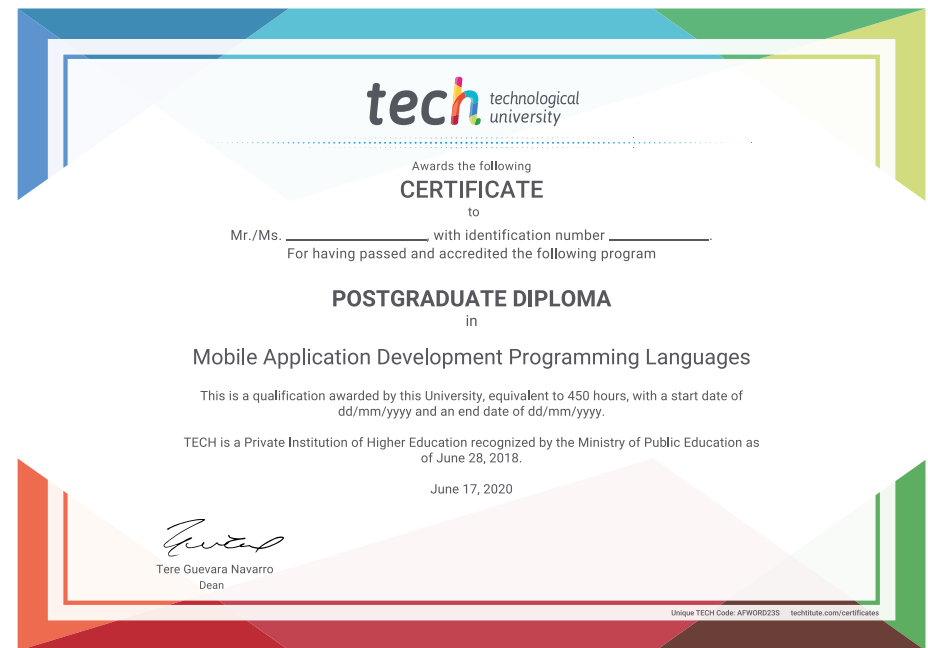 tech technological
university
Awards the following
CERTIFICATE
to
Mr./Ms. ____________________, with identification number ______________.
For having passed and accredited the following program
POSTGRADUATE DIPLOMA
in
Mobile Application Development Programming Languages
This is a qualification awarded by this University, equivalent to 450 hours, with a start date of
dd/mm/yyyy and an end date of dd/mm/yyyy.
TECH is a Private Institution of Higher Education recognized by the Ministry of Public Education as
of June 28, 2018.
June 17, 2020
Tere Guevara Navarro
Dean
Unique TECH Code: AFWORD23S techtitute.com/certificates